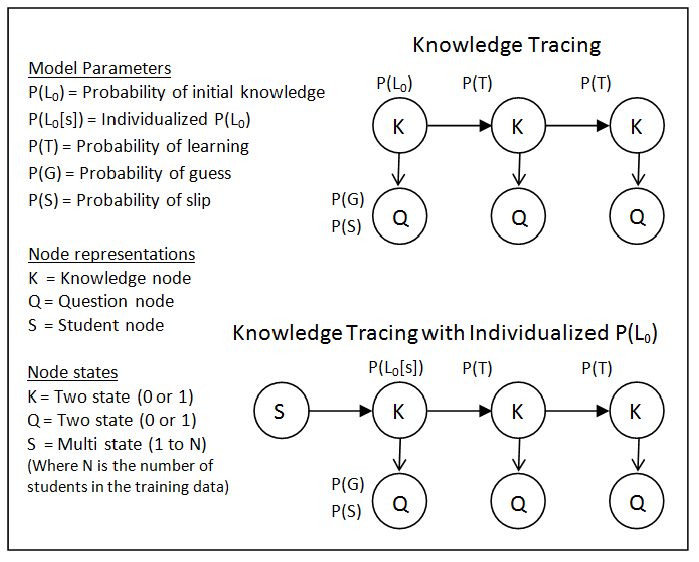 Model Parameters
P(L₀) = Probability of initial knowledge
P(L₀[s]) = Individualized P(L₀)
P(T) = Probability of learning
P(G) = Probability of guess
P(S) = Probability of slip
Node representations
K = Knowledge node
Q = Question node
S = Student node
Node states
K = Two state (0 or 1)
Q = Two state (0 or 1)
S = Multi state (1 to N)
(Where N is the number of
students in the training data)
Knowledge Tracing
P(L₀) P(T) P(T)
K K K
P(G)
P(S)
Q Q Q
Knowledge Tracing with Individualized P(L₀)
P(L₀[s]) P(T) P(T)
S K K K
P(G)
P(S)
Q Q Q